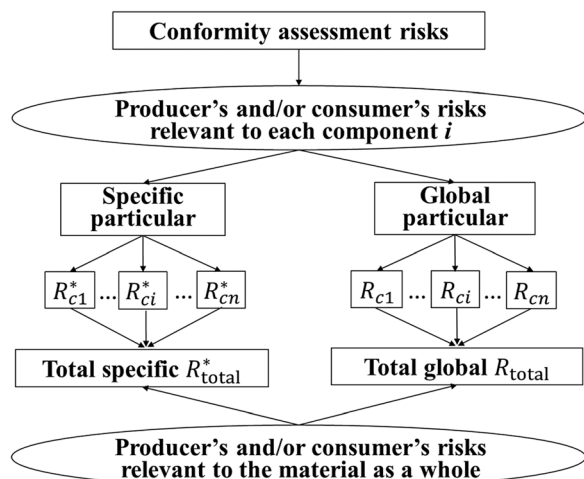 Conformity assessment risks
Producer's and/or consumer's risks
relevant to each component i
Specific
particular
Global
particular
R*c1 ... R*ci ... R*cn
Rc1 ... Rci ... Rcn
Total specific R*total
Total global Rtotal
Producer's and/or consumer's risks
relevant to the material as a whole